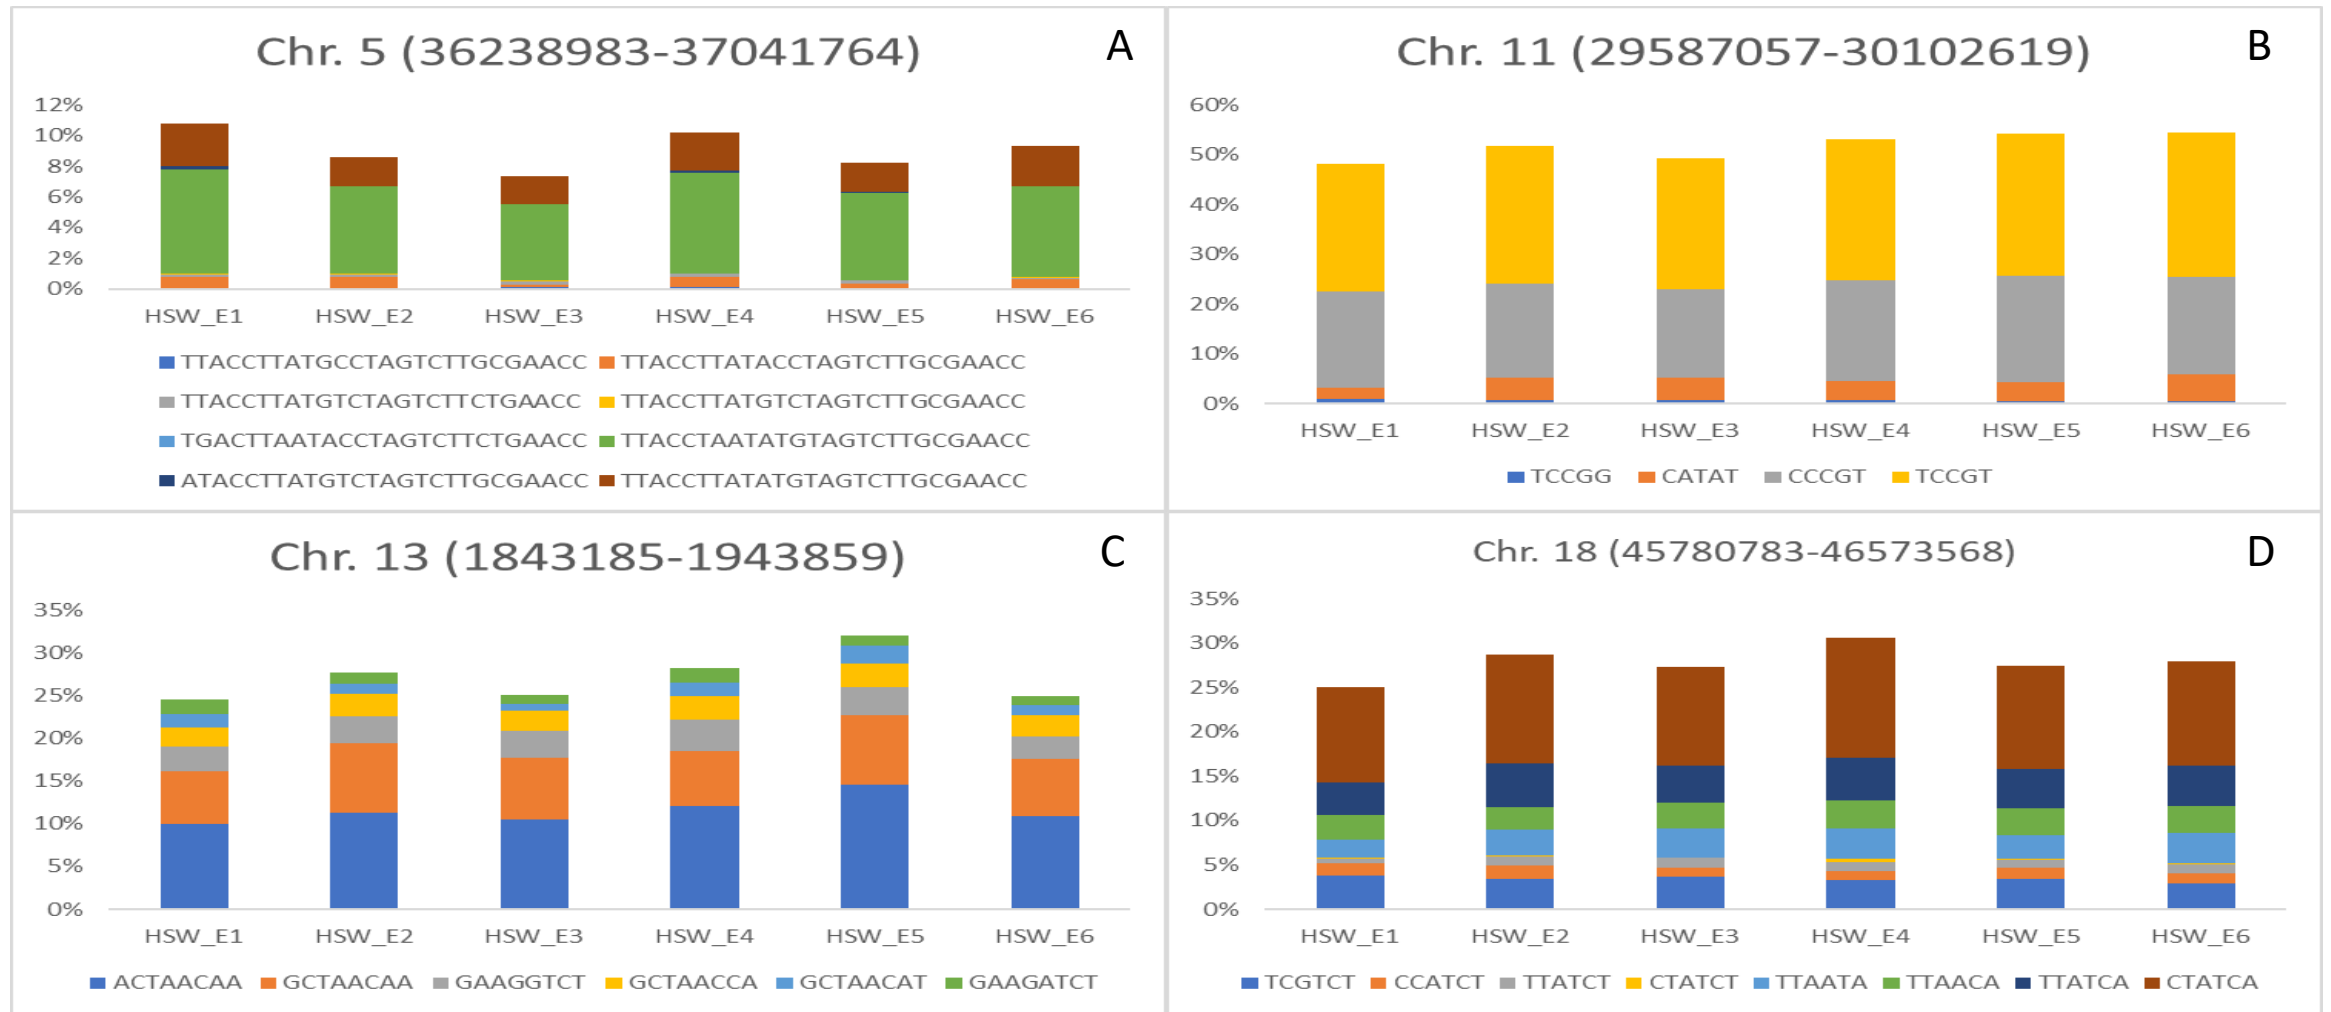 Chr. 5 (36238983-37041764) A
12%
10%
8%
6%
4%
2%
0%
HSW_E1 HSW_E2 HSW_E3 HSW_E4 HSW_E5 HSW_E6
TTACCTTATGCCTAGTCTTGCGAACC TTACCTTATACCTAGTCTTGCGAACC
TTACCTTATGTCTAGTCTTCTGAACC TTACCTTATGTCTAGTCTTGCGAACC
TGACTTAATACCTAGTCTTCTGAACC TTACCTAATATGTAGTCTTGCGAACC
ATACCTTATGTCTAGTCTTGCGAACC TTACCTTATATGTAGTCTTGCGAACC
Chr. 11 (29587057-30102619) B
60%
50%
40%
30%
20%
10%
0%
HSW_E1 HSW_E2 HSW_E3 HSW_E4 HSW_E5 HSW_E6
TCCGG CATAT CCCGT TCCGT
Chr. 13 (1843185-1943859) C
35%
30%
25%
20%
15%
10%
5%
0%
HSW_E1 HSW_E2 HSW_E3 HSW_E4 HSW_E5 HSW_E6
ACTAACAA GCTAACAA GAAGGTCT GCTAACCA GCTAACAT GAAGATCT
Chr. 18 (45780783-46573568) D
35%
30%
25%
20%
15%
10%
5%
0%
HSW_E1 HSW_E2 HSW_E3 HSW_E4 HSW_E5 HSW_E6
TCGTCT CCATCT TTATCT CTATCT TTAATA TTAACA TTATCA CTATCA